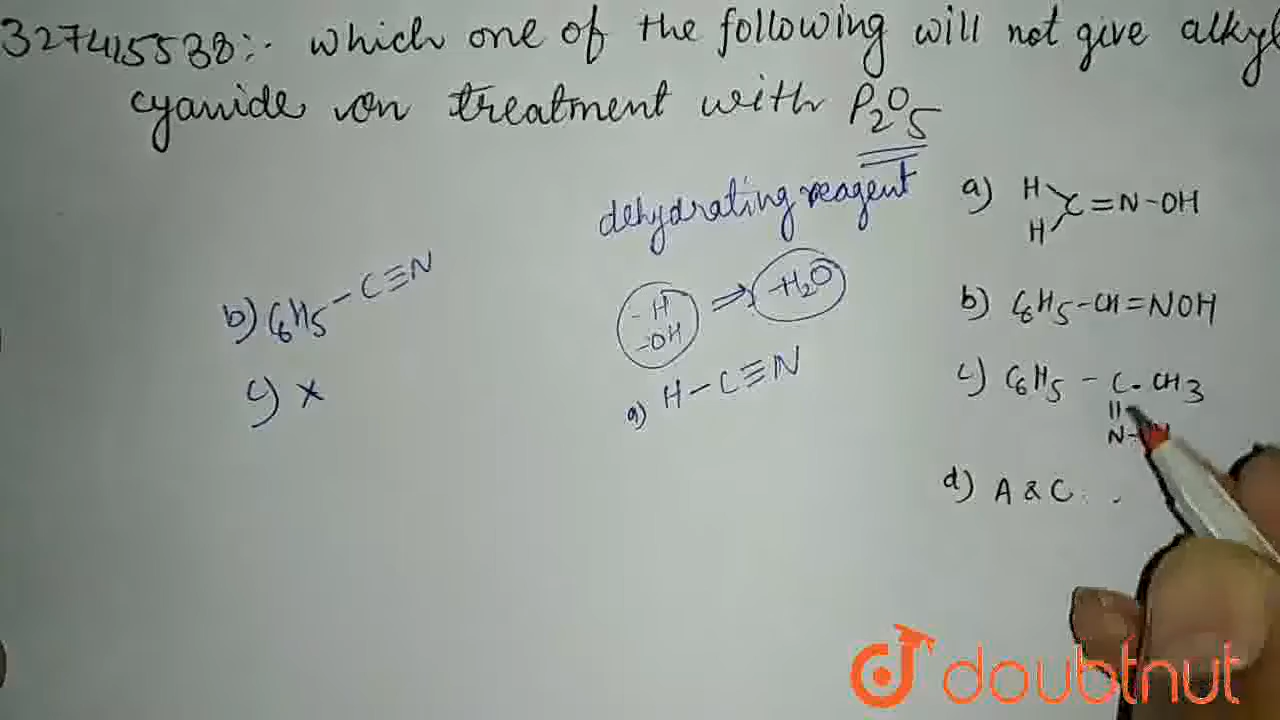 327415538:- which one of the following will not give alkyl
cyanide on treatment with P2O5
dehydrating reagent
-H
-OH
⇒ -H2O
a) H-C≡N
b) C6H5-C≡N
c) ×
a) H
C=N-OH
H
b) C6H5-CH=NOH
c) C6H5-C-CH3
||
N-
d) A & C
doubtnut